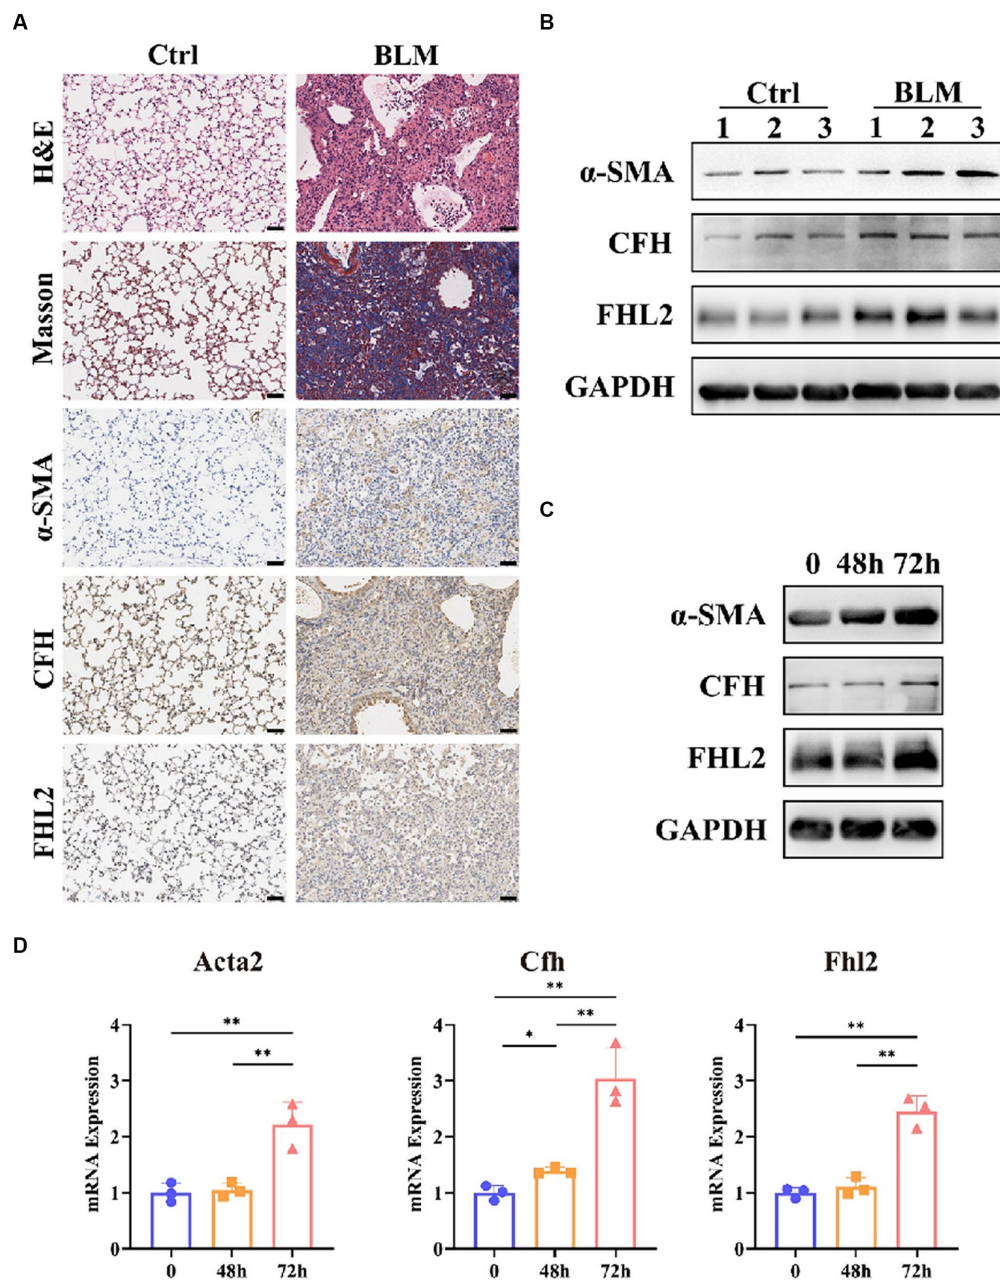 A
Ctrl BLM
H&E
Masson
α-SMA
CFH
FHL2
B
Ctrl BLM
1 2 3 1 2 3
α-SMA
CFH
FHL2
GAPDH
C
0 48h 72h
α-SMA
CFH
FHL2
GAPDH
D
Acta2
mRNA Expression
4
3
2
1
0
** 
**
0 48h 72h
Cfh
mRNA Expression
4
3
2
1
0
**
**
*
0 48h 72h
Fhl2
mRNA Expression
4
3
2
1
0
**
**
0 48h 72h